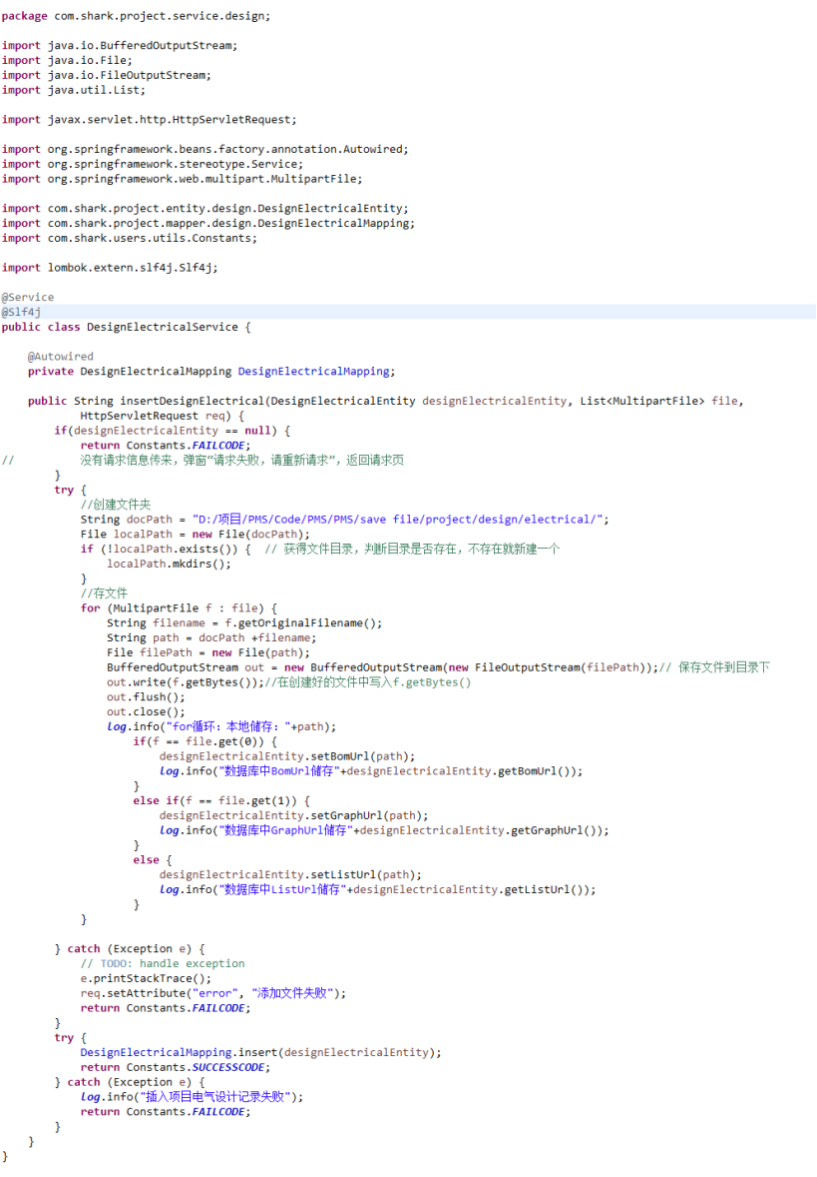 package com.shark.project.service.design;
import java.io.BufferedOutputStream;
import java.io.File;
import java.io.FileOutputStream;
import java.util.List;
import javax.servlet.http.HttpServletRequest;
import org.springframework.beans.factory.annotation.Autowired;
import org.springframework.stereotype.Service;
import org.springframework.web.multipart.MultipartFile;
import com.shark.project.entity.design.DesignElectricalEntity;
import com.shark.project.mapper.design.DesignElectricalMapping;
import com.shark.users.utils.Constants;
import lombok.extern.slf4j.Slf4j;
@Service
@Slf4j
public class DesignElectricalService {
    @Autowired
    private DesignElectricalMapping DesignElectricalMapping;
    public String insertDesignElectrical(DesignElectricalEntity designElectricalEntity, List<MultipartFile> file,
            HttpServletRequest req) {
        if(designElectricalEntity == null) {
            return Constants.FAILCODE;
//          没有请求信息传来，弹窗“请求失败，请重新请求”，返回请求页
        }
        try {
            //创建文件夹
            String docPath = "D:/项目/PMS/Code/PMS/PMS/save file/project/design/electrical/";
            File localPath = new File(docPath);
            if (!localPath.exists()) {  // 获得文件目录，判断目录是否存在，不存在就新建一个
                localPath.mkdirs();
            }
            //存文件
            for (MultipartFile f : file) {
                String filename = f.getOriginalFilename();
                String path = docPath +filename;
                File filePath = new File(path);
                BufferedOutputStream out = new BufferedOutputStream(new FileOutputStream(filePath));// 保存文件到目录下
                out.write(f.getBytes());//在创建好的文件中写入f.getBytes()
                out.flush();
                out.close();
                log.info("for循环：本地储存："+path);
                    if(f == file.get(0)) {
                        designElectricalEntity.setBomUrl(path);
                        log.info("数据库中BomUrl储存"+designElectricalEntity.getBomUrl());
                    }
                    else if(f == file.get(1)) {
                        designElectricalEntity.setGraphUrl(path);
                        log.info("数据库中GraphUrl储存"+designElectricalEntity.getGraphUrl());
                    }
                    else {
                        designElectricalEntity.setListUrl(path);
                        log.info("数据库中ListUrl储存"+designElectricalEntity.getListUrl());
                    }
            }
        } catch (Exception e) {
            // TODO: handle exception
            e.printStackTrace();
            req.setAttribute("error", "添加文件失败");
            return Constants.FAILCODE;
        }
        try {
            DesignElectricalMapping.insert(designElectricalEntity);
            return Constants.SUCCESSCODE;
        } catch (Exception e) {
            log.info("插入项目电气设计记录失败");
            return Constants.FAILCODE;
        }
    }
}